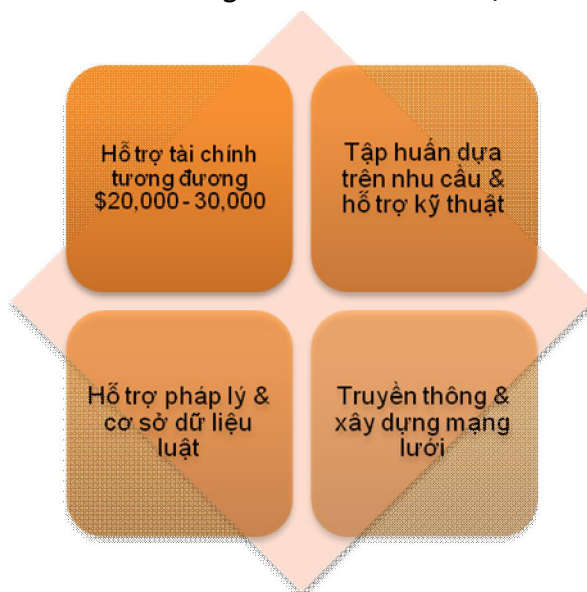 Hỗ trợ tài chính
tương đương
$20,000 - 30,000
Tập huấn dựa
trên nhu cầu &
hỗ trợ kỹ thuật
Hỗ trợ pháp lý &
cơ sở dữ liệu
luật
Truyền thông &
xây dựng mạng
lưới